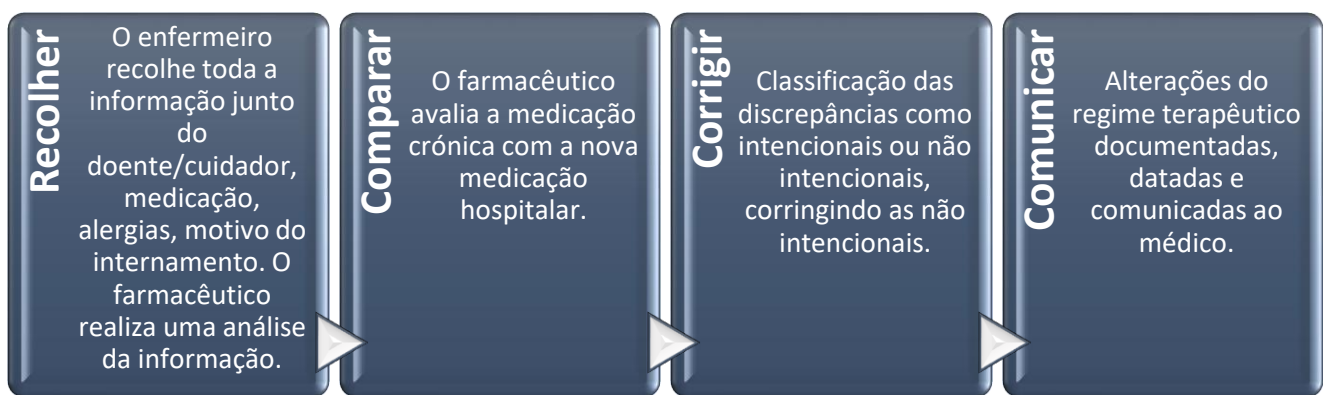 Recolher
O enfermeiro
recolhe toda a
informação junto
do
doente/cuidador,
medicação,
alergias, motivo do
internamento. O
farmacêutico
realiza uma análise
da informação.
Comparar
O farmacêutico
avalia a medicação
crónica com a nova
medicação
hospitalar.
Corrigir
Classificação das
discrepâncias como
intencionais ou não
intencionais,
corringindo as não
intencionais.
Comunicar
Alterações do
regime terapêutico
documentadas,
datadas e
comunicadas ao
médico.